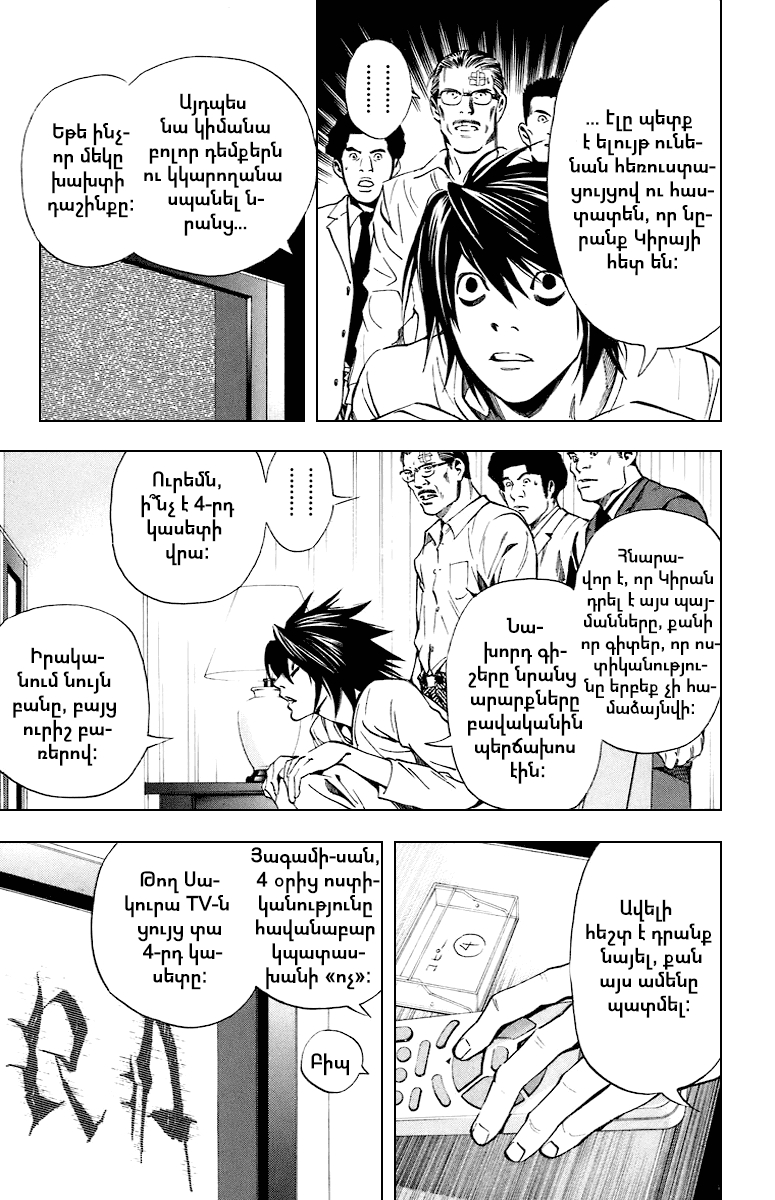 ... էլը պետք
է ելույթ ունե-
նան հեռուստա-
ցույցով ու հաս-
տատեն, որ նը-
րանք Կիրայի
հետ են:
Այդպես
նա կիմանա
բոլոր դեմքերն
ու կկարողանա
սպանել ն-
րանց...
Եթե ինչ-
որ մեկը
խախտի
դաշինքը:
Հնարա-
վոր է, որ Կիրան
դրել է այս պայ-
մանները, քանի
որ գիտեր, որ ոս-
տիկանությու-
նը երբեք չի հա-
մաձայնվի:
Նա-
խորդ գի-
շերը նրանց
արարքները
բավականին
պերճախոս
էին:
Ուրեմն,
ի՞նչ է 4-րդ
կասետի
վրա:
Իրակա-
նում նույն
բանը, բայց
ուրիշ բա-
ռերով:
Ավելի
հեշտ է դրանք
նայել, քան
այս ամենը
պատմել:
4
Յագամի-սան,
4 օրից ոստի-
կանությունը
հավանաբար
կպատաս-
խանի «ոչ»:
Թող Սա-
կուրա TV-ն
ցույց տա
4-րդ կա-
սետը:
Բիպ
RA